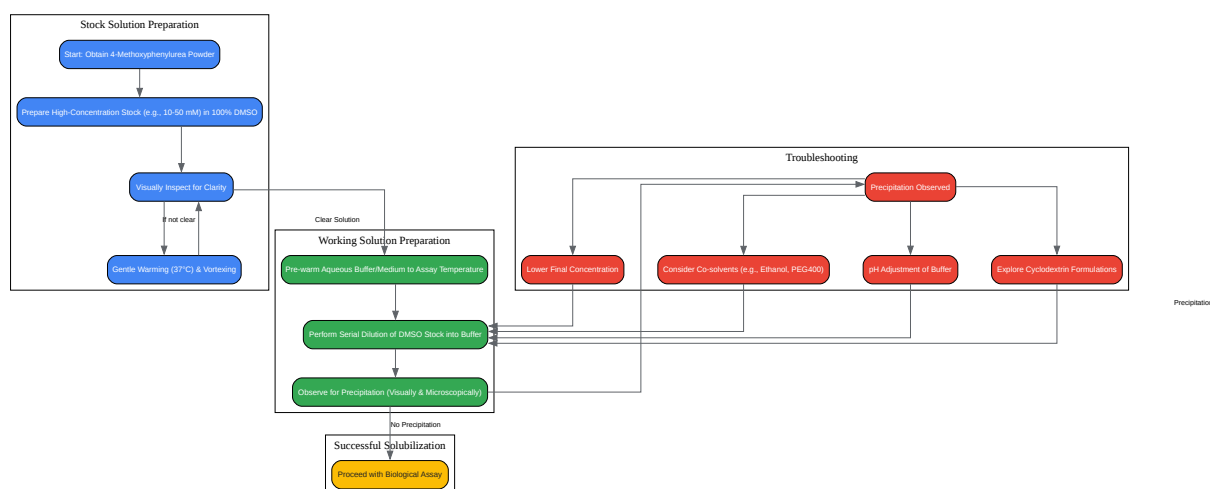 Stock Solution Preparation
Start: Obtain 4-Methoxyphenylurea Powder
Prepare High-Concentration Stock (e.g., 10-50 mM) in 100% DMSO
Visually Inspect for Clarity
If not clear
Gentle Warming (37°C) & Vortexing
Clear Solution
Working Solution Preparation
Pre-warm Aqueous Buffer/Medium to Assay Temperature
Perform Serial Dilution of DMSO Stock into Buffer
Observe for Precipitation (Visually & Microscopically)
No Precipitation
Successful Solubilization
Proceed with Biological Assay
Troubleshooting
Precipitation Observed
Lower Final Concentration
Consider Co-solvents (e.g., Ethanol, PEG400)
pH Adjustment of Buffer
Explore Cyclodextrin Formulations